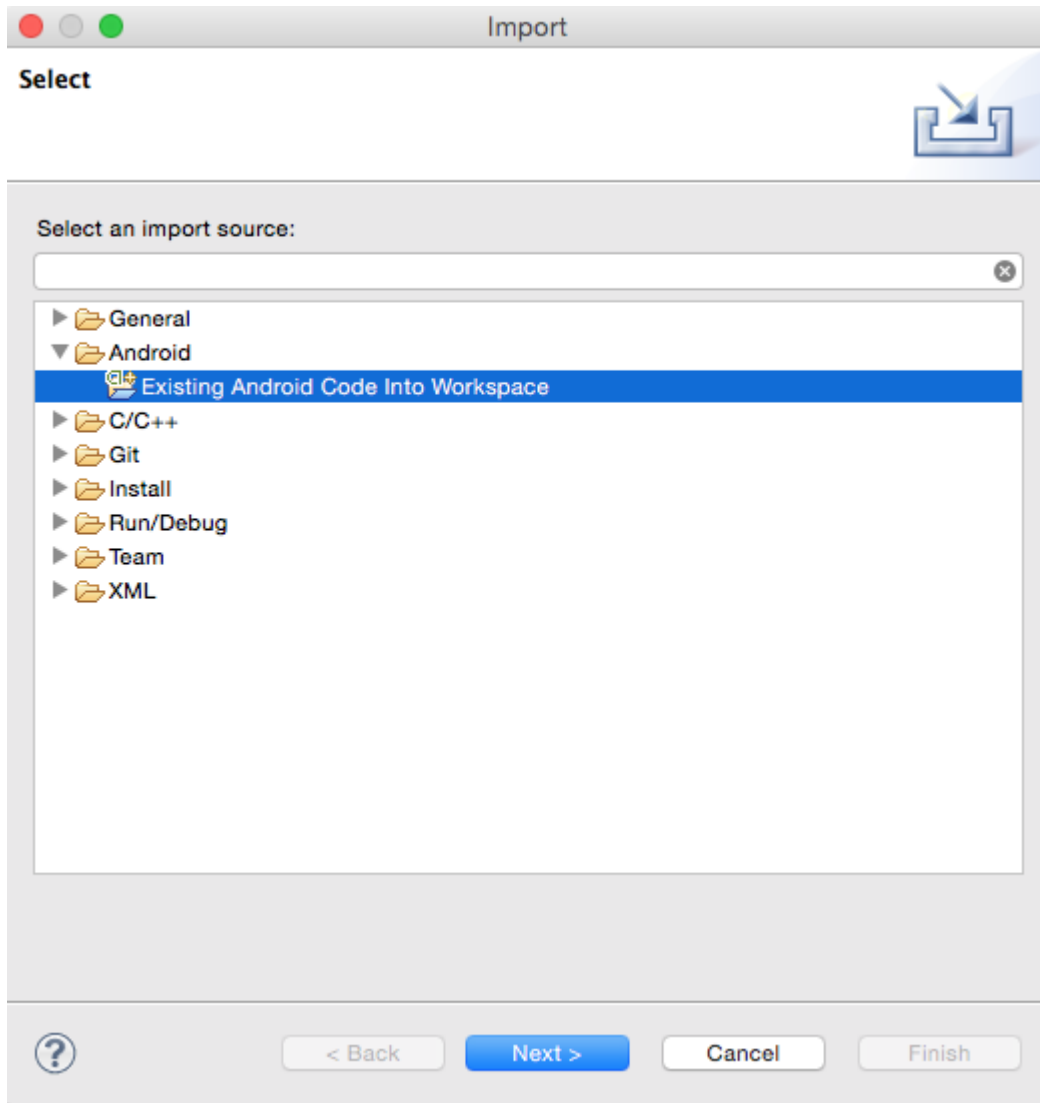 Import
Select
Select an import source:
General
Android
Existing Android Code Into Workspace
C/C++
Git
Install
Run/Debug
Team
XML
? < Back Next > Cancel Finish